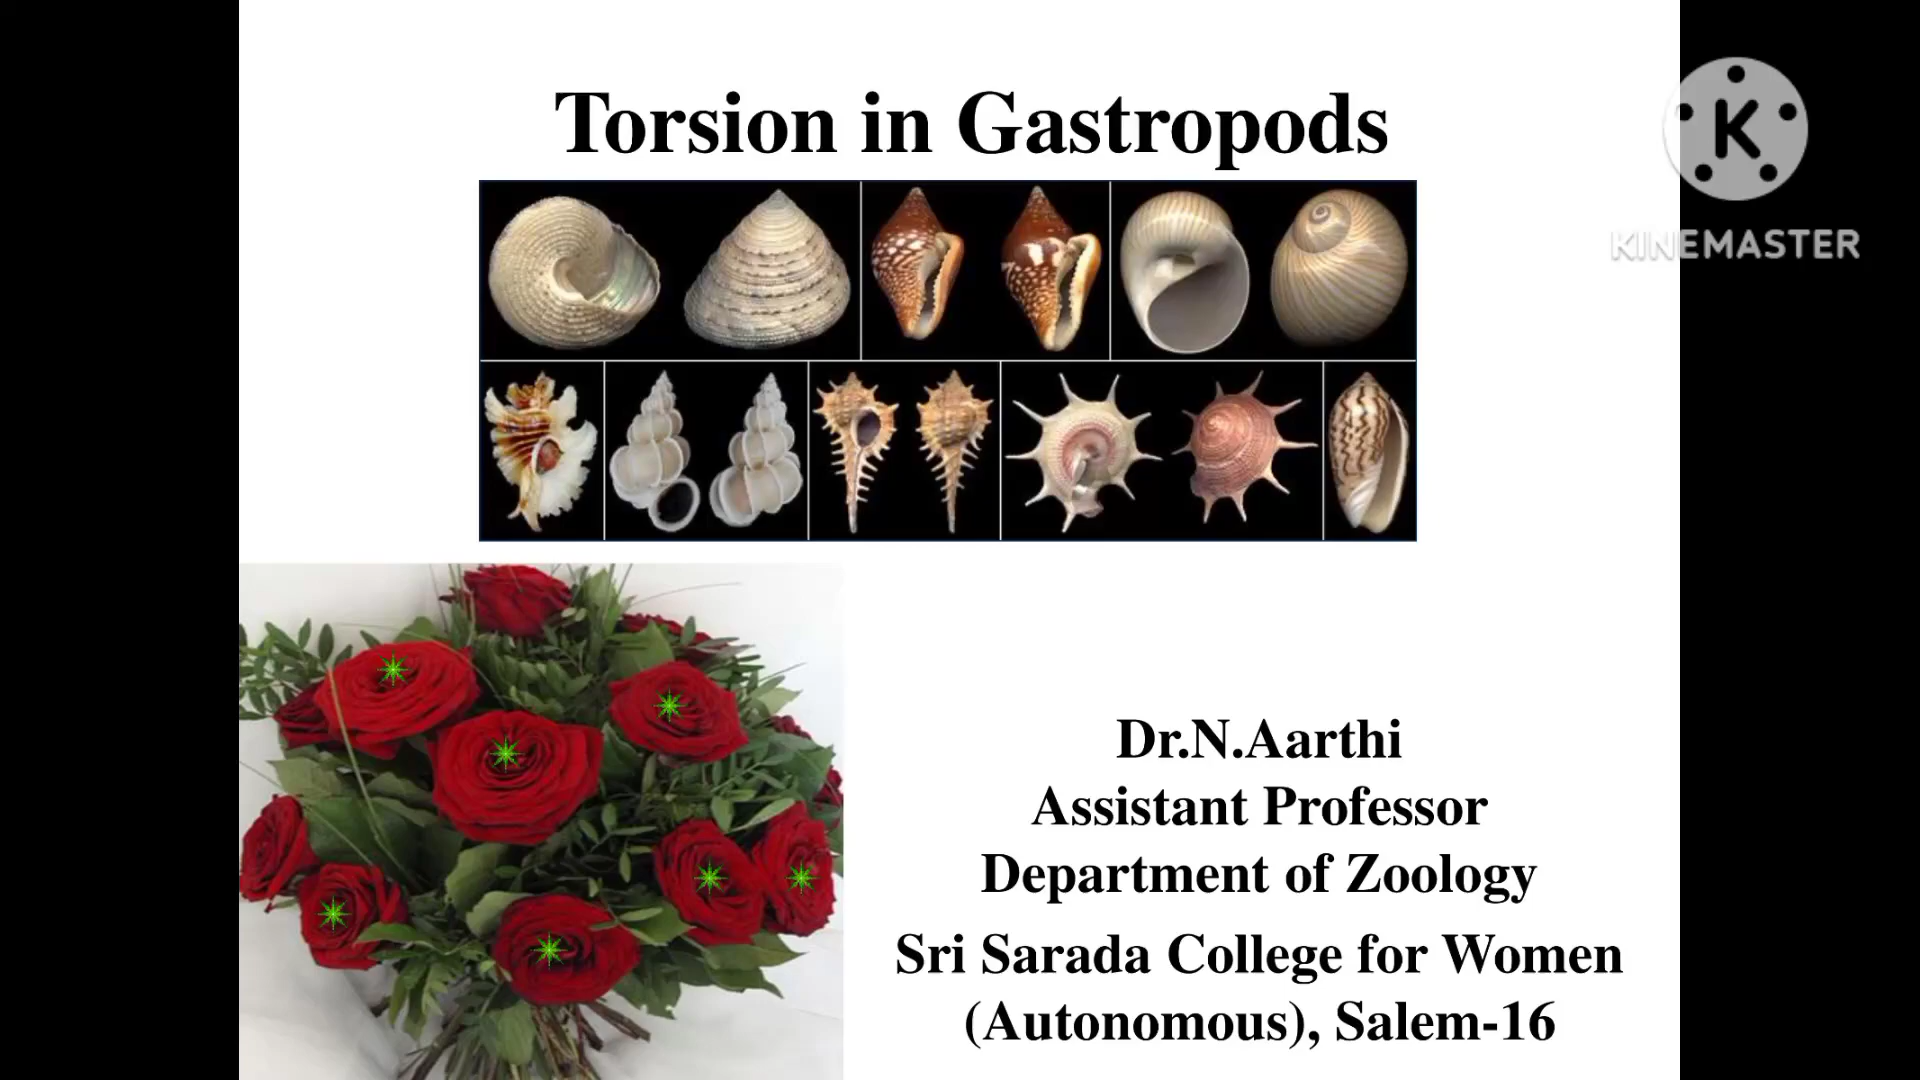 Torsion in Gastropods
K
KINEMASTER
Dr.N.Aarthi
Assistant Professor
Department of Zoology
Sri Sarada College for Women
(Autonomous), Salem-16